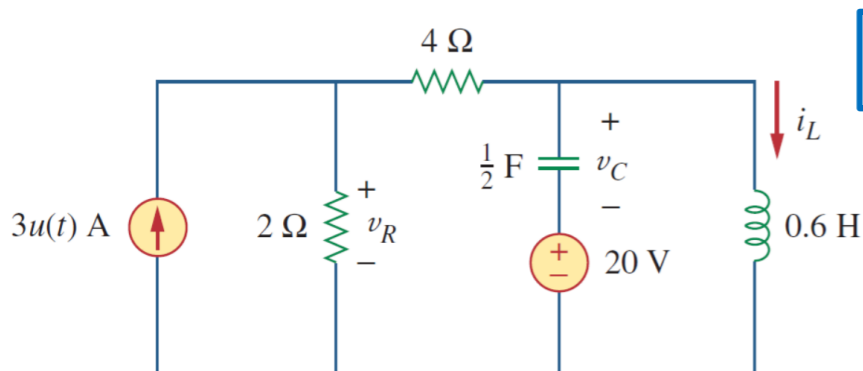 4 Ω
+
i_L
½ F
v_C
−
+
3u(t) A
2 Ω
v_R
−
+
−
20 V
0.6 H